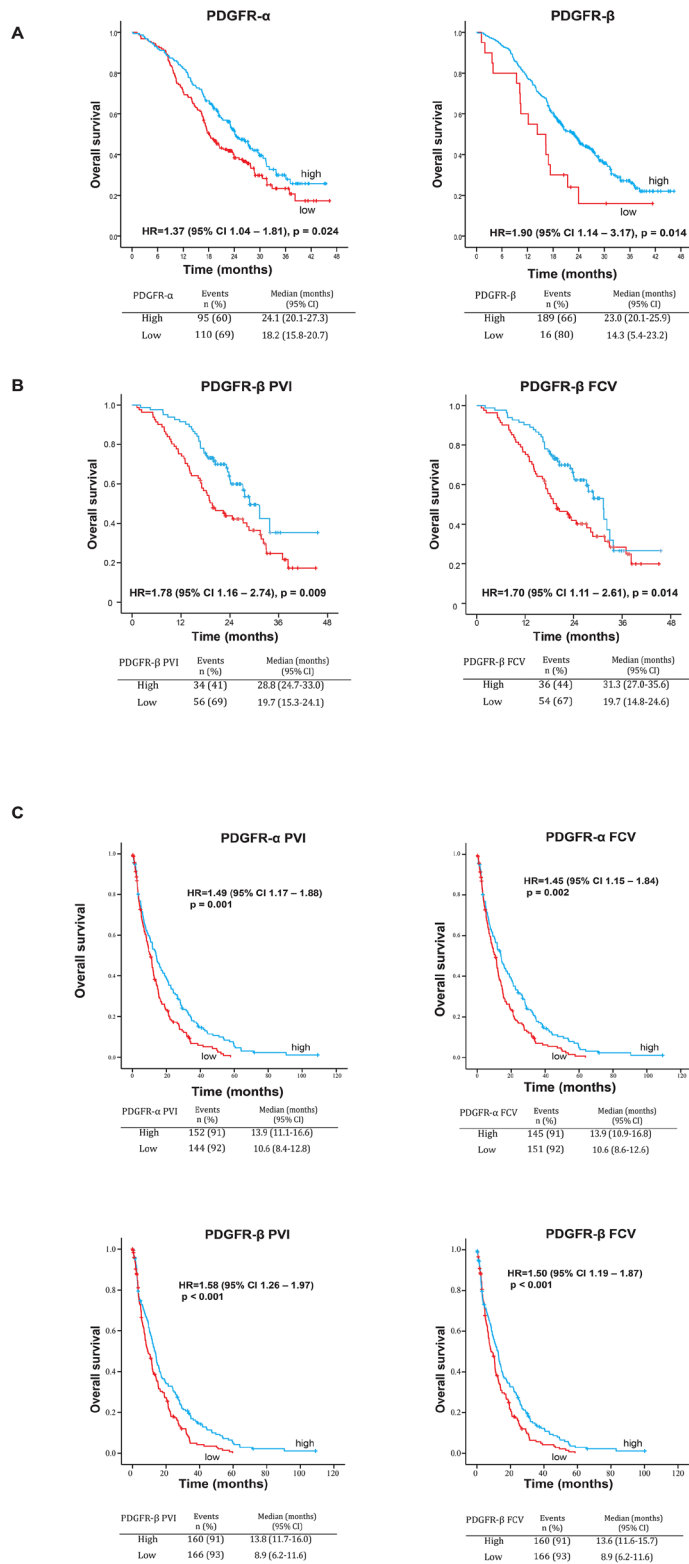 A
PDGFR-α
Overall survival
1.0
0.8
0.6
0.4
0.2
0.0
high
low
HR=1.37 (95% CI 1.04 – 1.81), p = 0.024
0 6 12 18 24 30 36 42 48
Time (months)
PDGFR-α Events n (%) Median (months) (95% CI)
High 95 (60) 24.1 (20.1-27.3)
Low 110 (69) 18.2 (15.8-20.7)
PDGFR-β
Overall survival
1.0
0.8
0.6
0.4
0.2
0.0
high
low
HR=1.90 (95% CI 1.14 – 3.17), p = 0.014
0 6 12 18 24 30 36 42 48
Time (months)
PDGFR-β Events n (%) Median (months) (95% CI)
High 189 (66) 23.0 (20.1-25.9)
Low 16 (80) 14.3 (5.4-23.2)
B
PDGFR-β PVI
Overall survival
1.0
0.8
0.6
0.4
0.2
0
HR=1.78 (95% CI 1.16 – 2.74), p = 0.009
0 12 24 36 48
Time (months)
PDGFR-β PVI Events n (%) Median (months) (95% CI)
High 34 (41) 28.8 (24.7-33.0)
Low 56 (69) 19.7 (15.3-24.1)
PDGFR-β FCV
Overall survival
1.0
0.8
0.6
0.4
0.2
0
HR=1.70 (95% CI 1.11 – 2.61), p = 0.014
0 12 24 36 48
Time (months)
PDGFR-β FCV Events n (%) Median (months) (95% CI)
High 36 (44) 31.3 (27.0-35.6)
Low 54 (67) 19.7 (14.8-24.6)
C
PDGFR-α PVI
Overall survival
1.0
0.8
0.6
0.4
0.2
0.0
HR=1.49 (95% CI 1.17 – 1.88)
p = 0.001
high
low
0 20 40 60 80 100 120
Time (months)
PDGFR-α PVI Events n (%) Median (months) (95% CI)
High 152 (91) 13.9 (11.1-16.6)
Low 144 (92) 10.6 (8.4-12.8)
PDGFR-α FCV
Overall survival
1.0
0.8
0.6
0.4
0.2
0.0
HR=1.45 (95% CI 1.15 – 1.84)
p = 0.002
high
low
0 20 40 60 80 100 120
Time (months)
PDGFR-α FCV Events n (%) Median (months) (95% CI)
High 145 (91) 13.9 (10.9-16.8)
Low 151 (92) 10.6 (8.6-12.6)
PDGFR-β PVI
Overall survival
1.0
0.8
0.6
0.4
0.2
0.0
HR=1.58 (95% CI 1.26 – 1.97)
p < 0.001
high
low
0 20 40 60 80 100 120
Time (months)
PDGFR-β PVI Events n (%) Median (months) (95% CI)
High 160 (91) 13.8 (11.7-16.0)
Low 166 (93) 8.9 (6.2-11.6)
PDGFR-β FCV
Overall survival
1.0
0.8
0.6
0.4
0.2
0.0
HR=1.50 (95% CI 1.19 – 1.87)
p < 0.001
high
low
0 20 40 60 80 100 120
Time (months)
PDGFR-β FCV Events n (%) Median (months) (95% CI)
High 160 (91) 13.6 (11.6-15.7)
Low 166 (93) 8.9 (6.2-11.6)